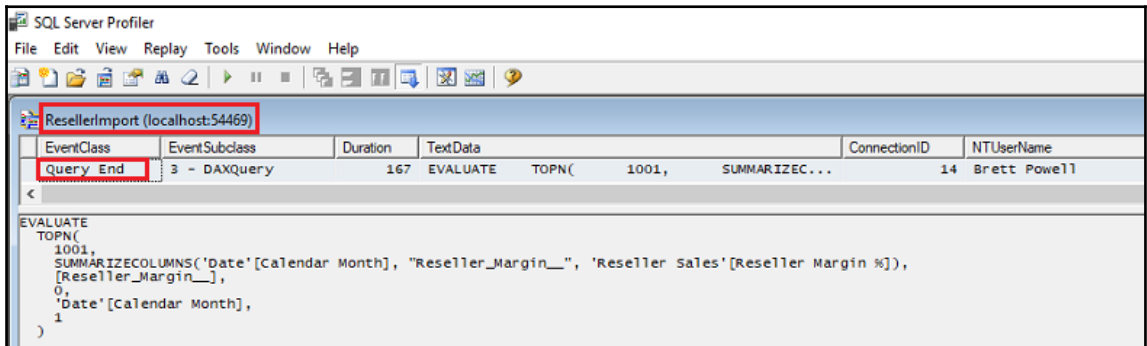 SQL Server Profiler
File Edit View Replay Tools Window Help
ResellerImport (localhost:54469)
EventClass EventSubclass Duration TextData ConnectionID NTUserName
Query End 3 - DAXQuery 167 EVALUATE TOPN( 1001, SUMMARIZEC... 14 Brett Powell
EVALUATE
TOPN(
1001,
SUMMARIZECOLUMNS('Date'[Calendar Month], "Reseller_Margin__", 'Reseller Sales'[Reseller Margin %]),
[Reseller_Margin__],
0,
'Date'[Calendar Month],
1
)